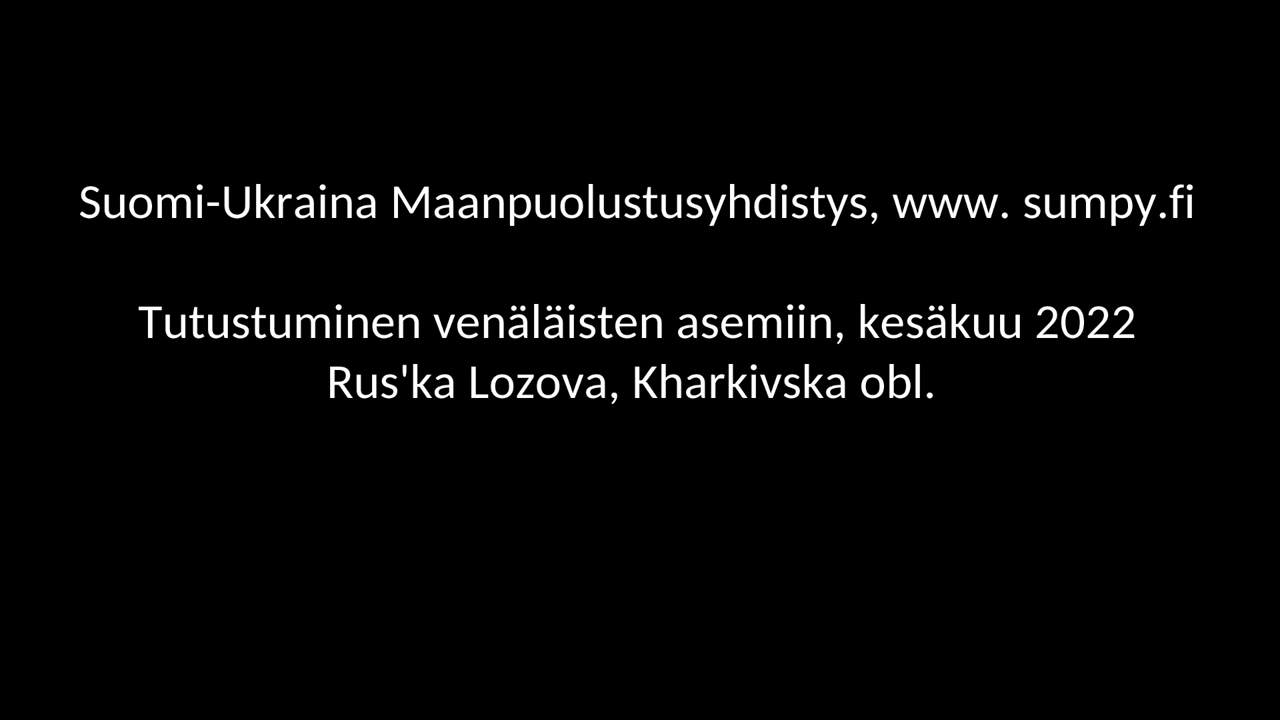 Suomi-Ukraina Maanpuolustusyhdistys, www. sumpy.fi
Tutustuminen venäläisten asemiin, kesäkuu 2022
Rus'ka Lozova, Kharkivska obl.